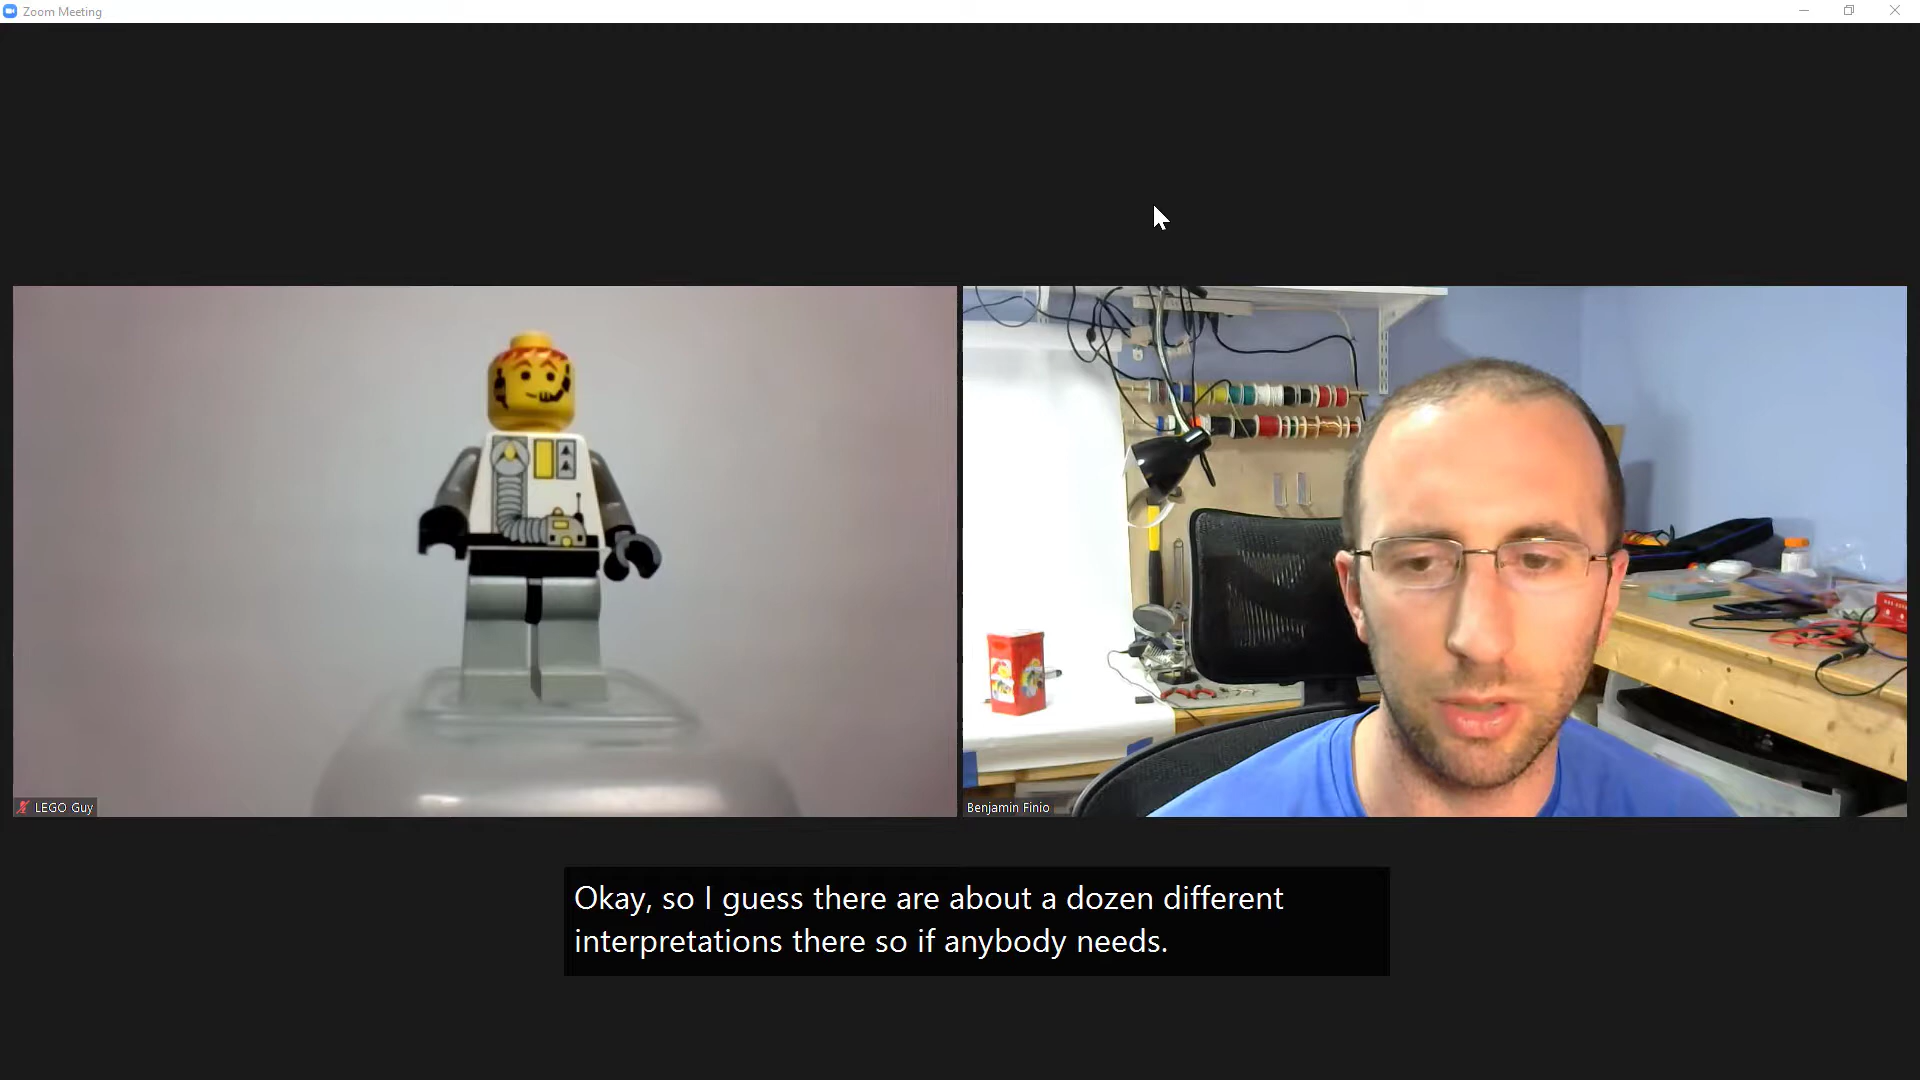 Zoom Meeting
LEGO Guy
Benjamin Finio
Okay, so I guess there are about a dozen different
interpretations there so if anybody needs.